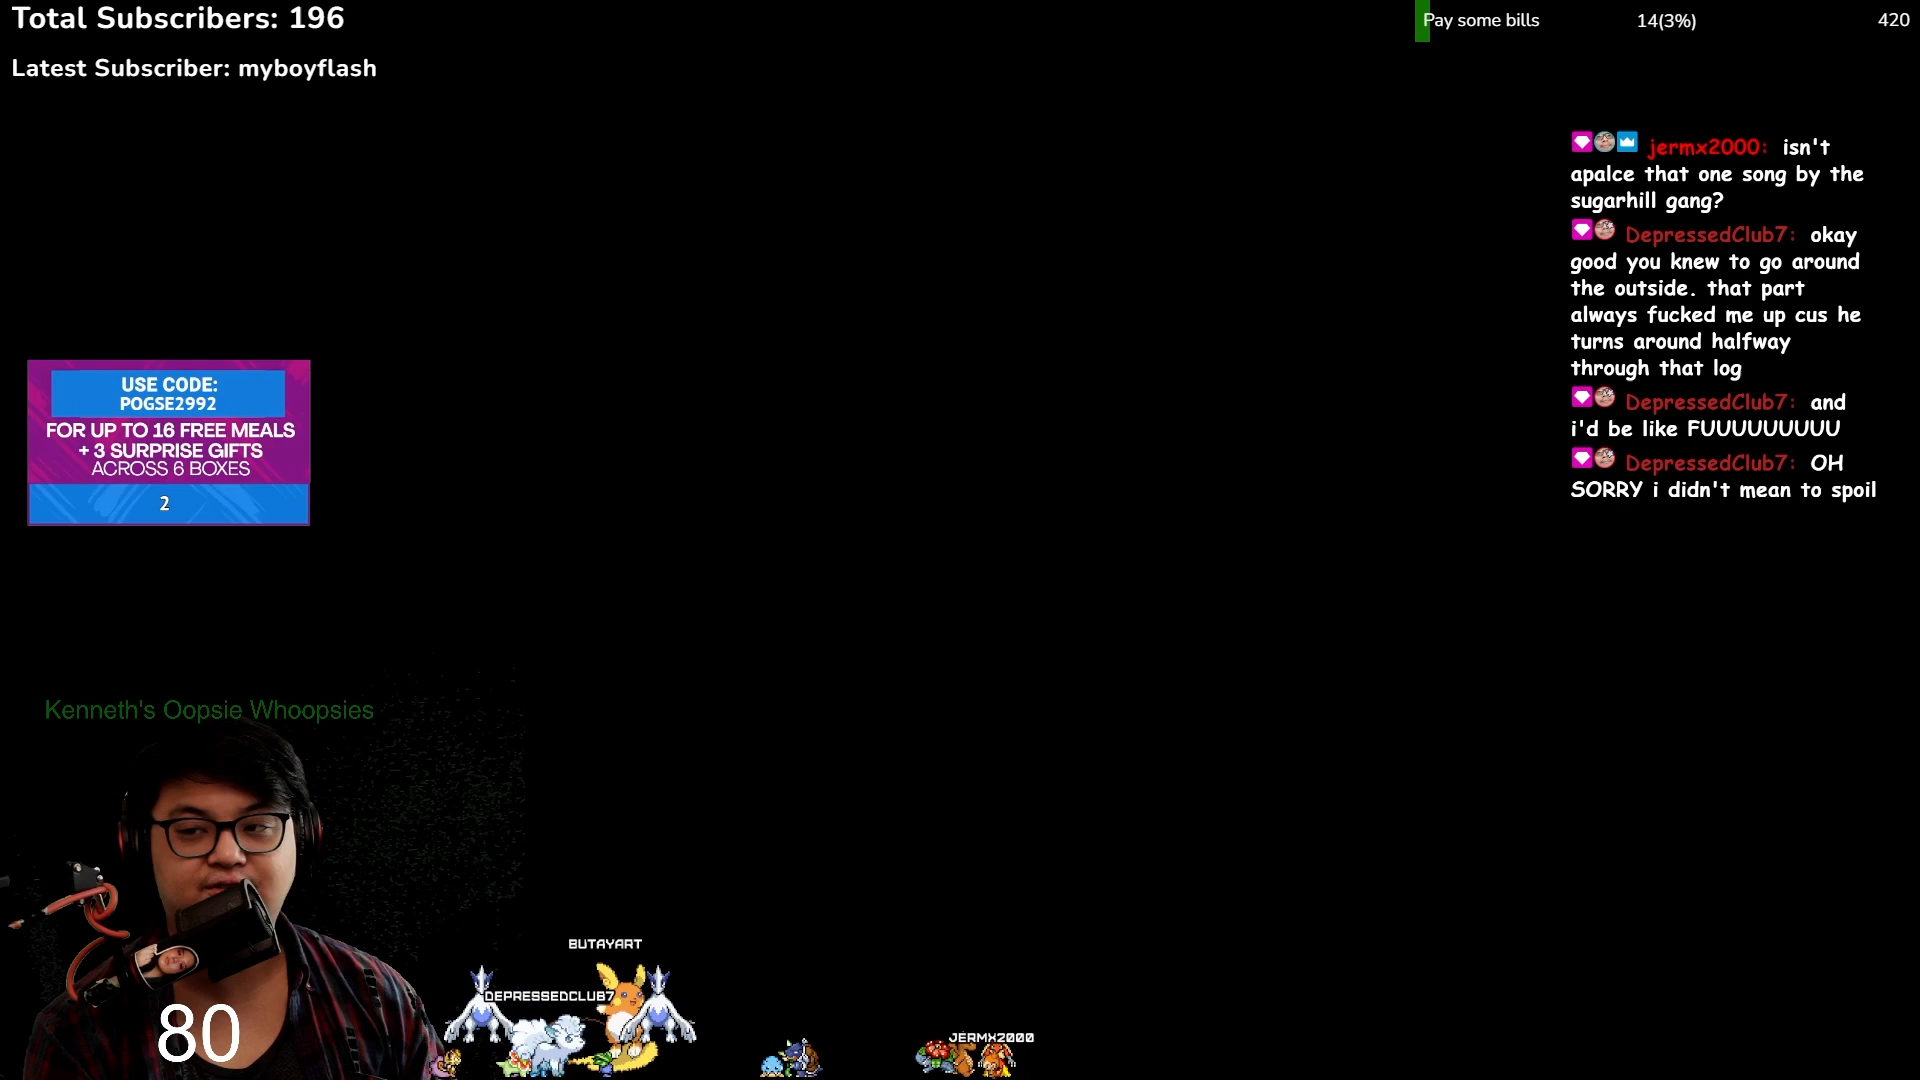 Total Subscribers: 196
Latest Subscriber: myboyflash
Pay some bills 14(3%) 420
jermx2000: isn't
apalce that one song by the
sugarhill gang?
DepressedClub7: okay
good you knew to go around
the outside. that part
always fucked me up cus he
turns around halfway
through that log
DepressedClub7: and
i'd be like FUUUUUUUUU
DepressedClub7: OH
SORRY i didn't mean to spoil
USE CODE:
POGSE2992
FOR UP TO 16 FREE MEALS
+ 3 SURPRISE GIFTS
ACROSS 6 BOXES
2
Kenneth's Oopsie Whoopsies
80
BUTAYART
DEPRESSEDCLUB7
JERMX2000